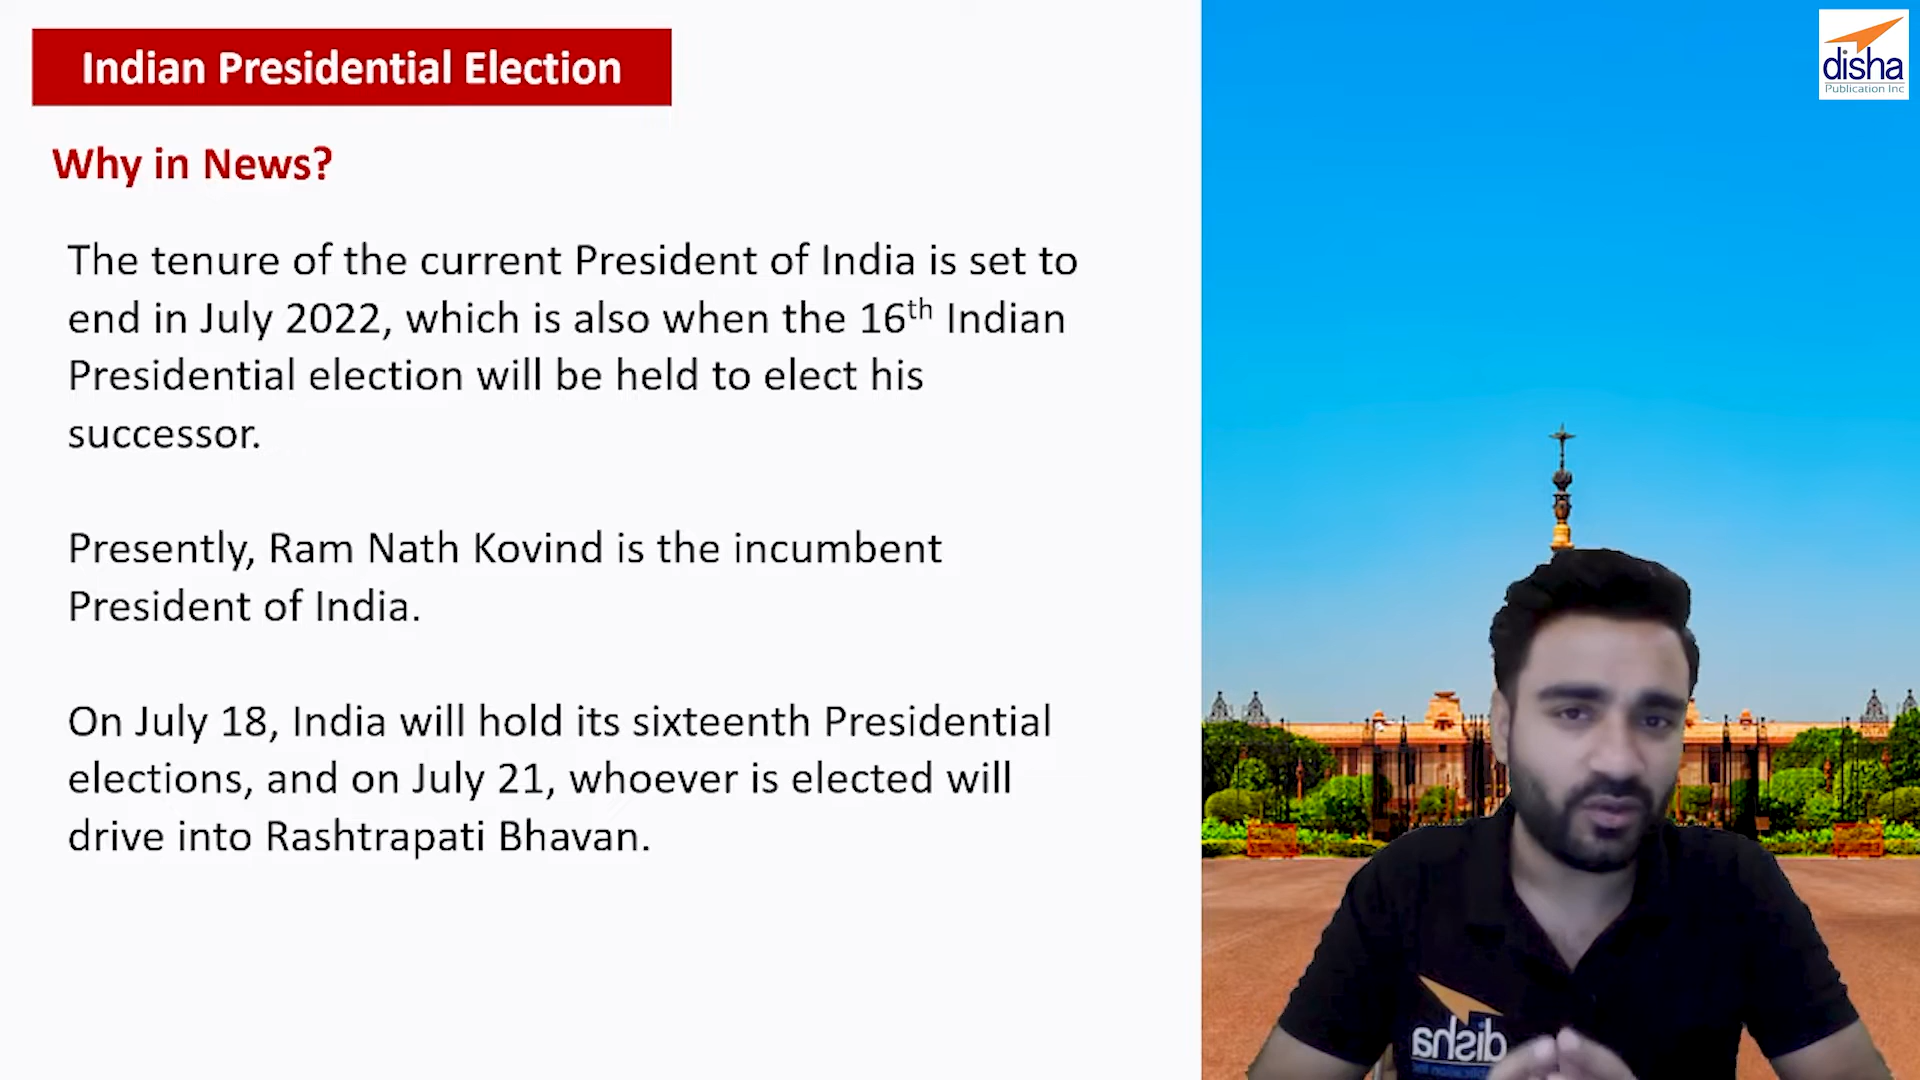 Indian Presidential Election
Why in News?
The tenure of the current President of India is set to
end in July 2022, which is also when the 16th Indian
Presidential election will be held to elect his
successor.
Presently, Ram Nath Kovind is the incumbent
President of India.
On July 18, India will hold its sixteenth Presidential
elections, and on July 21, whoever is elected will
drive into Rashtrapati Bhavan.
disha
Publication Inc
disha